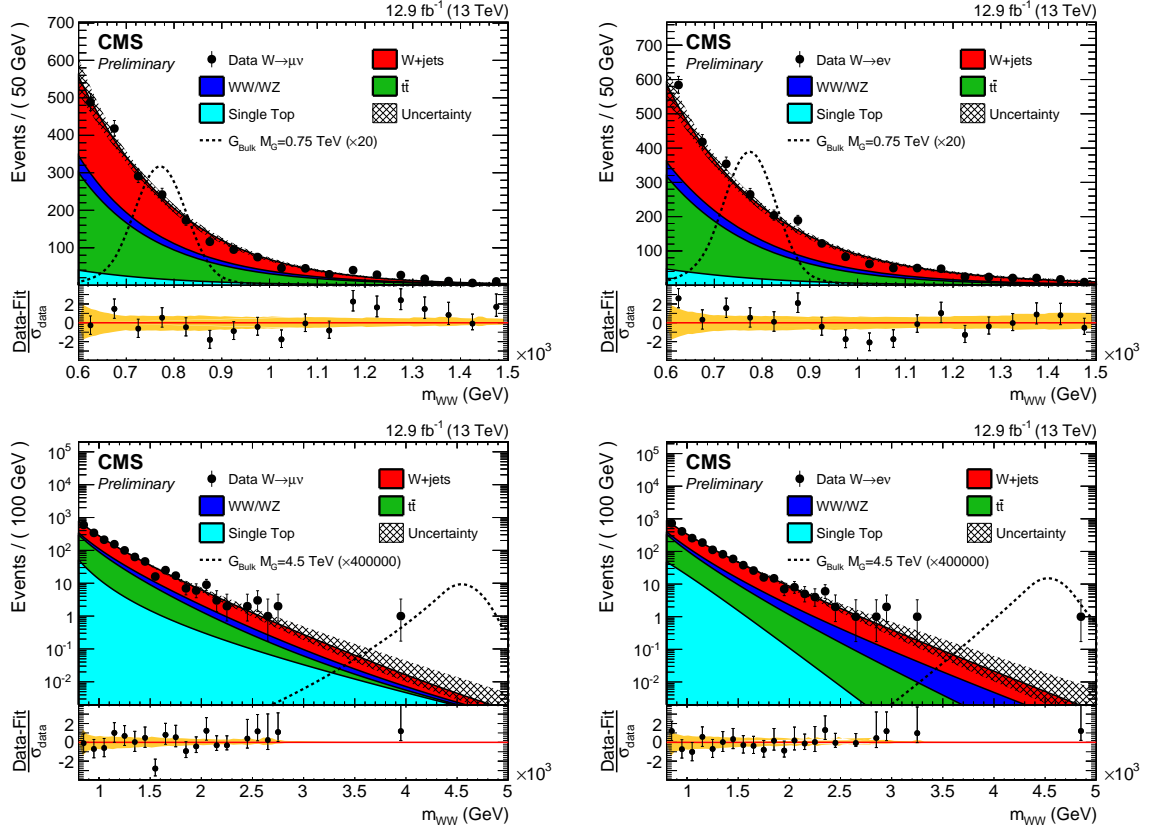 12.9 fb⁻¹ (13 TeV)
CMS
Preliminary
Data W→μν
W+jets
WW/WZ
tt̄
Single Top
Uncertainty
G_Bulk M_G=0.75 TeV (×20)
Events / ( 50 GeV )
700
600
500
400
300
200
100
Data-Fit
σ_data
2
0
-2
0.6 0.7 0.8 0.9 1 1.1 1.2 1.3 1.4 1.5
×10³
m_WW (GeV)
12.9 fb⁻¹ (13 TeV)
CMS
Preliminary
Data W→eν
W+jets
WW/WZ
tt̄
Single Top
Uncertainty
G_Bulk M_G=0.75 TeV (×20)
Events / ( 50 GeV )
700
600
500
400
300
200
100
Data-Fit
σ_data
2
0
-2
0.6 0.7 0.8 0.9 1 1.1 1.2 1.3 1.4 1.5
×10³
m_WW (GeV)
12.9 fb⁻¹ (13 TeV)
CMS
Preliminary
Data W→μν
W+jets
WW/WZ
tt̄
Single Top
Uncertainty
G_Bulk M_G=4.5 TeV (×400000)
Events / ( 100 GeV )
10⁵
10⁴
10³
10²
10
1
10⁻¹
10⁻²
Data-Fit
σ_data
2
0
-2
1 1.5 2 2.5 3 3.5 4 4.5 5
×10³
m_WW (GeV)
12.9 fb⁻¹ (13 TeV)
CMS
Preliminary
Data W→eν
W+jets
WW/WZ
tt̄
Single Top
Uncertainty
G_Bulk M_G=4.5 TeV (×400000)
Events / ( 100 GeV )
10⁵
10⁴
10³
10²
10
1
10⁻¹
10⁻²
Data-Fit
σ_data
2
0
-2
1 1.5 2 2.5 3 3.5 4 4.5 5
×10³
m_WW (GeV)